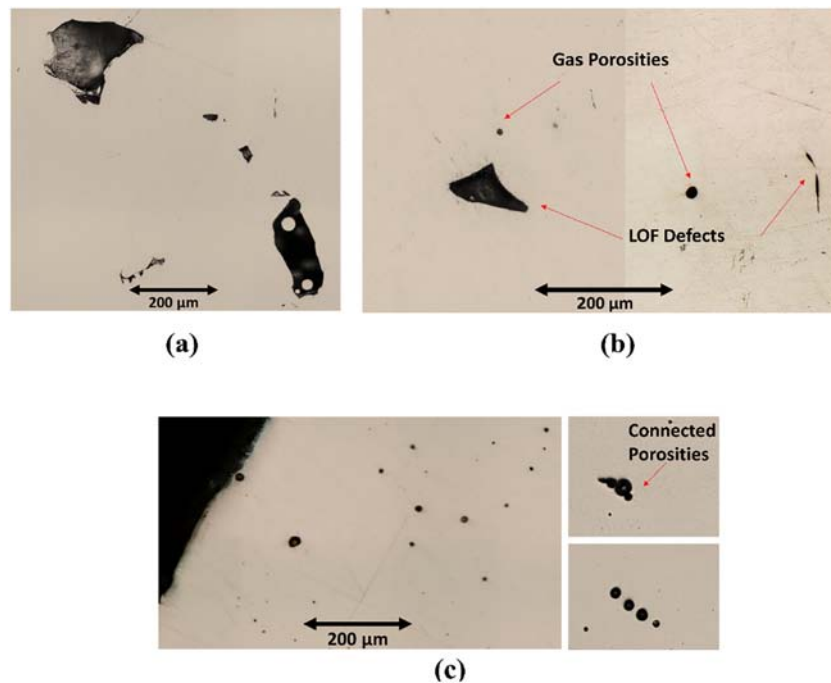 Gas Porosities
LOF Defects
200 μm
200 μm
(a)
(b)
Connected
Porosities
200 μm
(c)